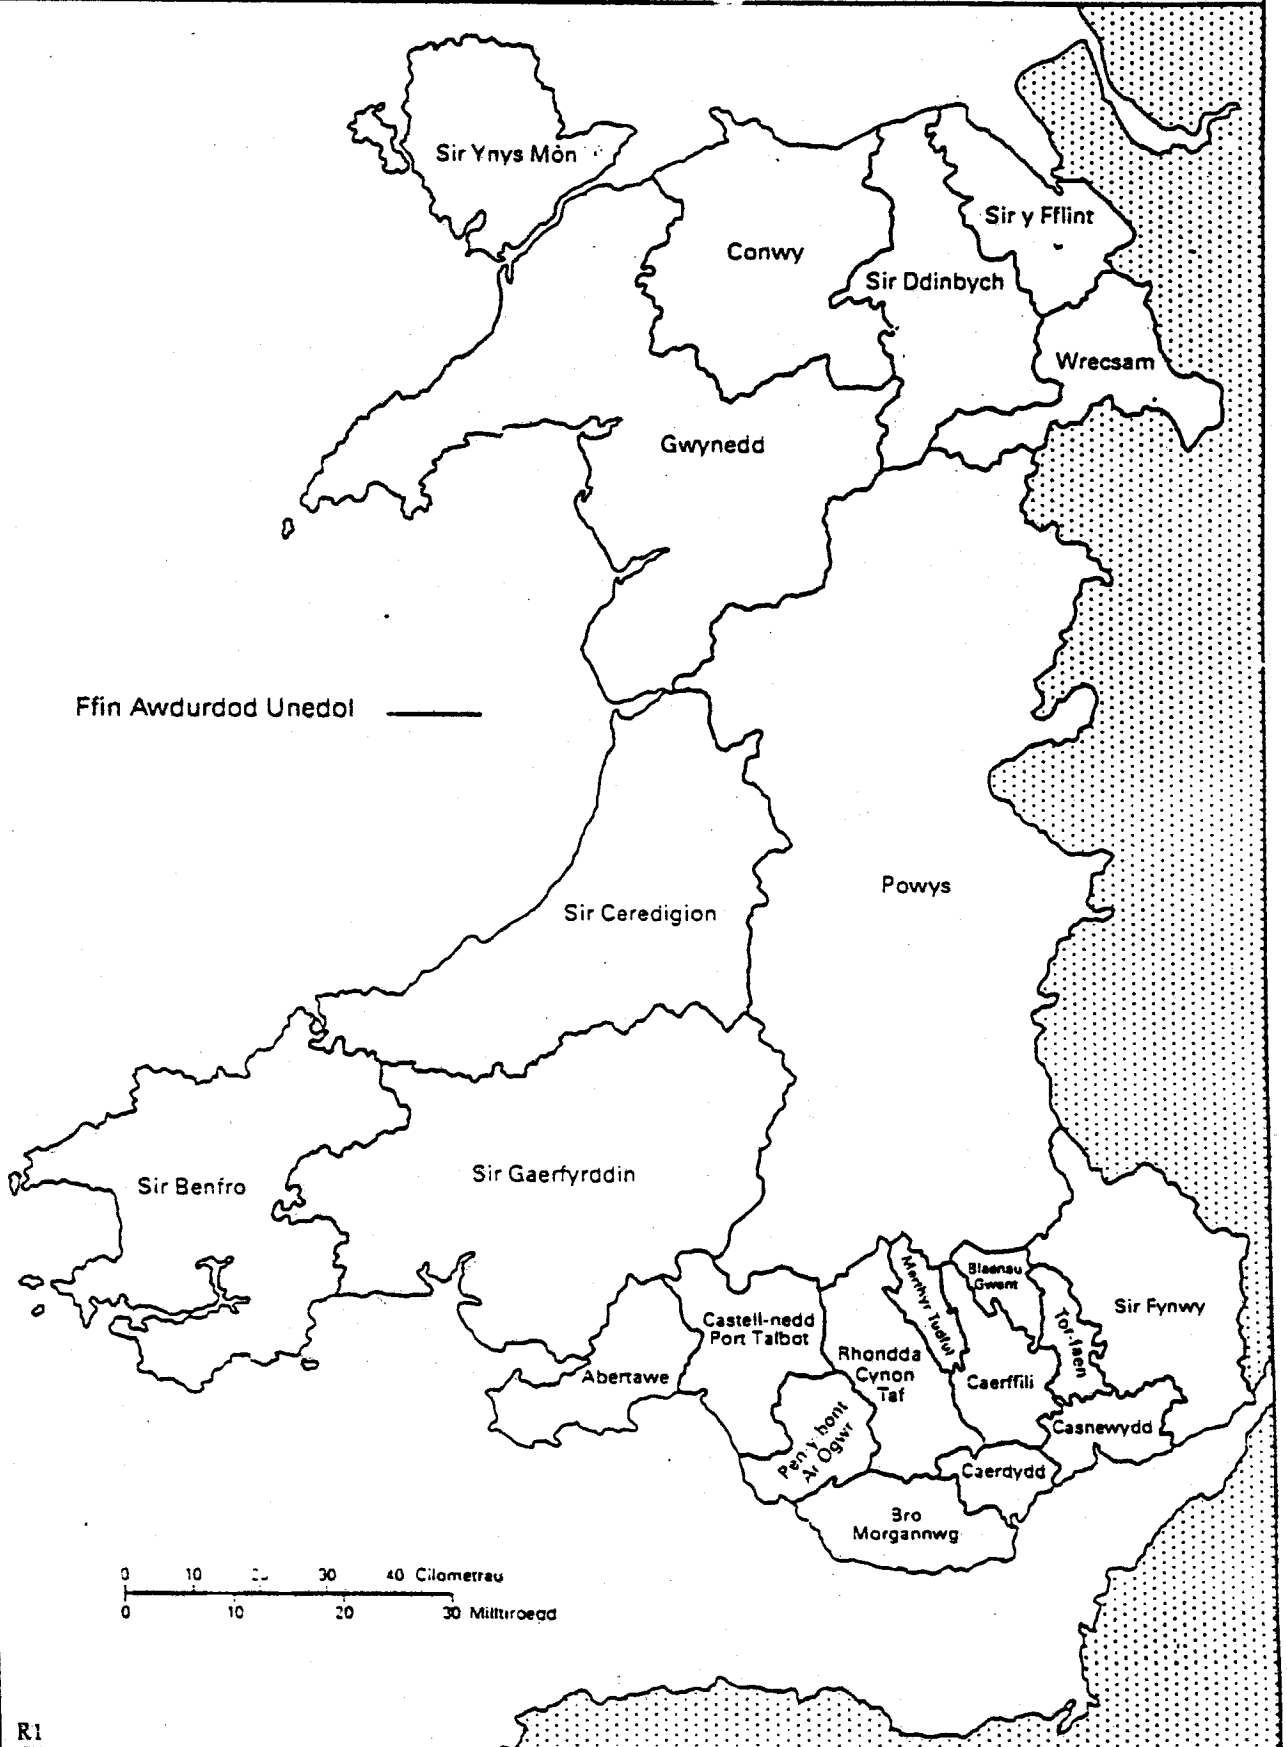 Sir Ynys Môn
Sir y Fflint
Conwy
Sir Ddinbych
Wrecsam
Gwynedd
Ffin Awdurdod Unedol
Powys
Sir Ceredigion
Sir Gaerfyrddin
Sir Benfro
Merthyr Tudful
Blaenau
Gwent
Tor-faen
Sir Fynwy
Castell-nedd
Port Talbot
Rhondda
Cynon
Taf
Abertawe
Caerffili
Pen-y-bont
Ar Ogwr
Casnewydd
Caerdydd
Bro
Morgannwg
0 10 30 40 Cilometrau
0 10 20 30 Milltiroedd
R1